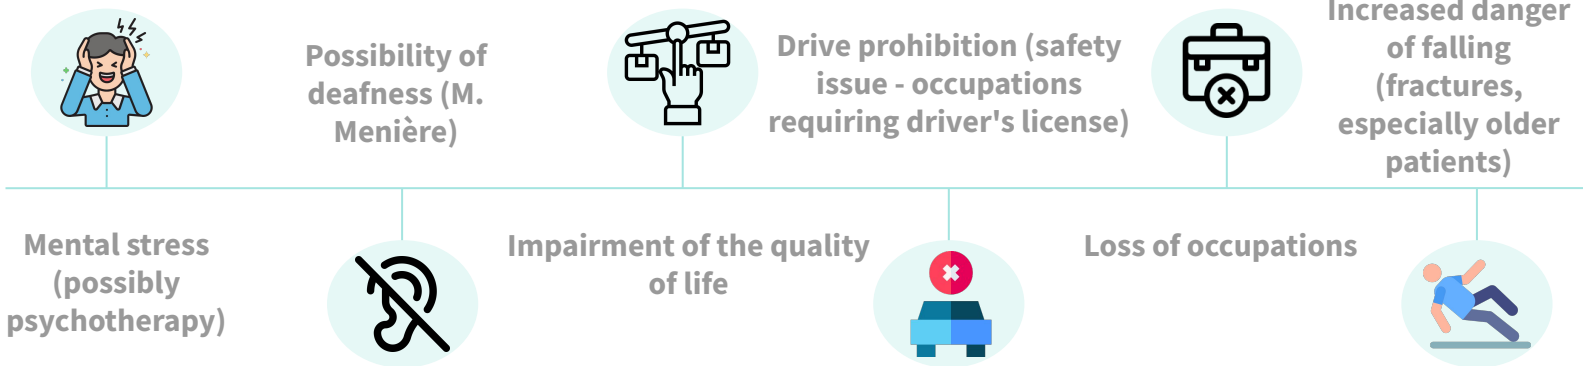 Possibility of
deafness (M.
Menière)
Drive prohibition (safety
issue - occupations
requiring driver's license)
Increased danger
of falling
(fractures,
especially older
patients)
Mental stress
(possibly
psychotherapy)
Impairment of the quality
of life
Loss of occupations